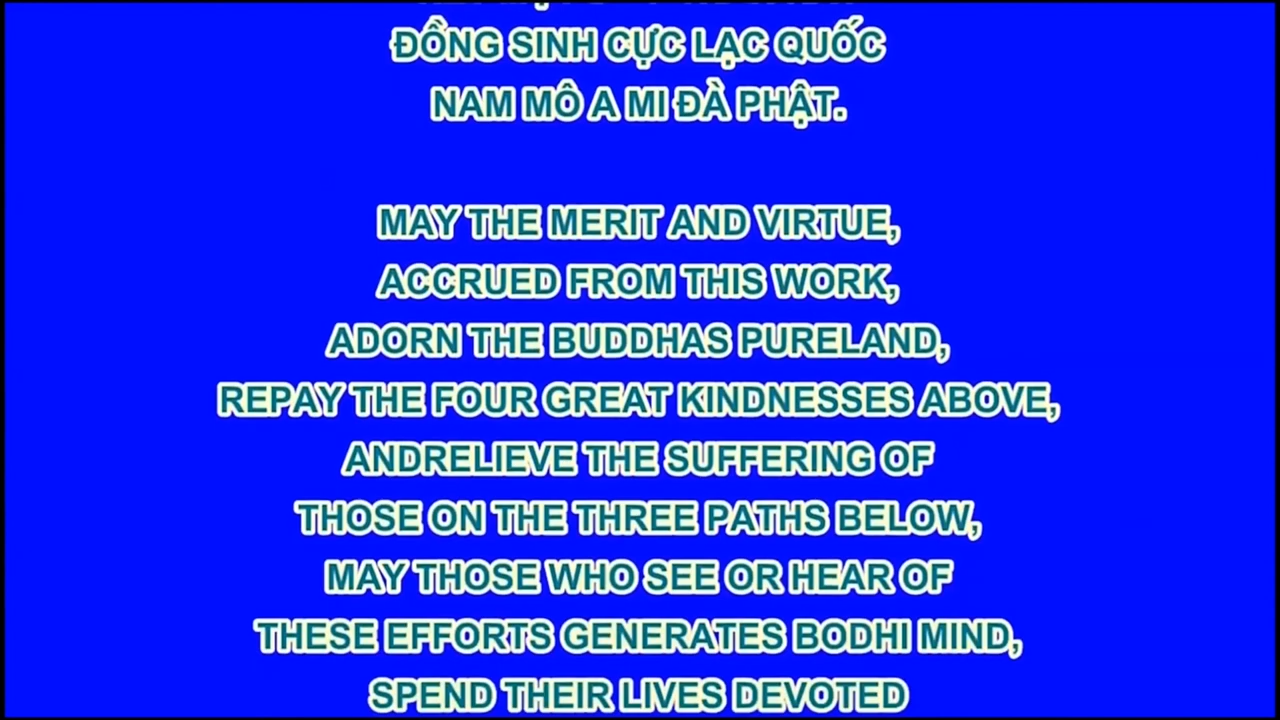 ĐỒNG SINH CỰC LẠC QUỐC
NAM MÔ A MI ĐÀ PHẬT.
MAY THE MERIT AND VIRTUE,
ACCRUED FROM THIS WORK,
ADORN THE BUDDHAS PURELAND,
REPAY THE FOUR GREAT KINDNESSES ABOVE,
ANDRELIEVE THE SUFFERING OF
THOSE ON THE THREE PATHS BELOW,
MAY THOSE WHO SEE OR HEAR OF
THESE EFFORTS GENERATES BODHI MIND,
SPEND THEIR LIVES DEVOTED